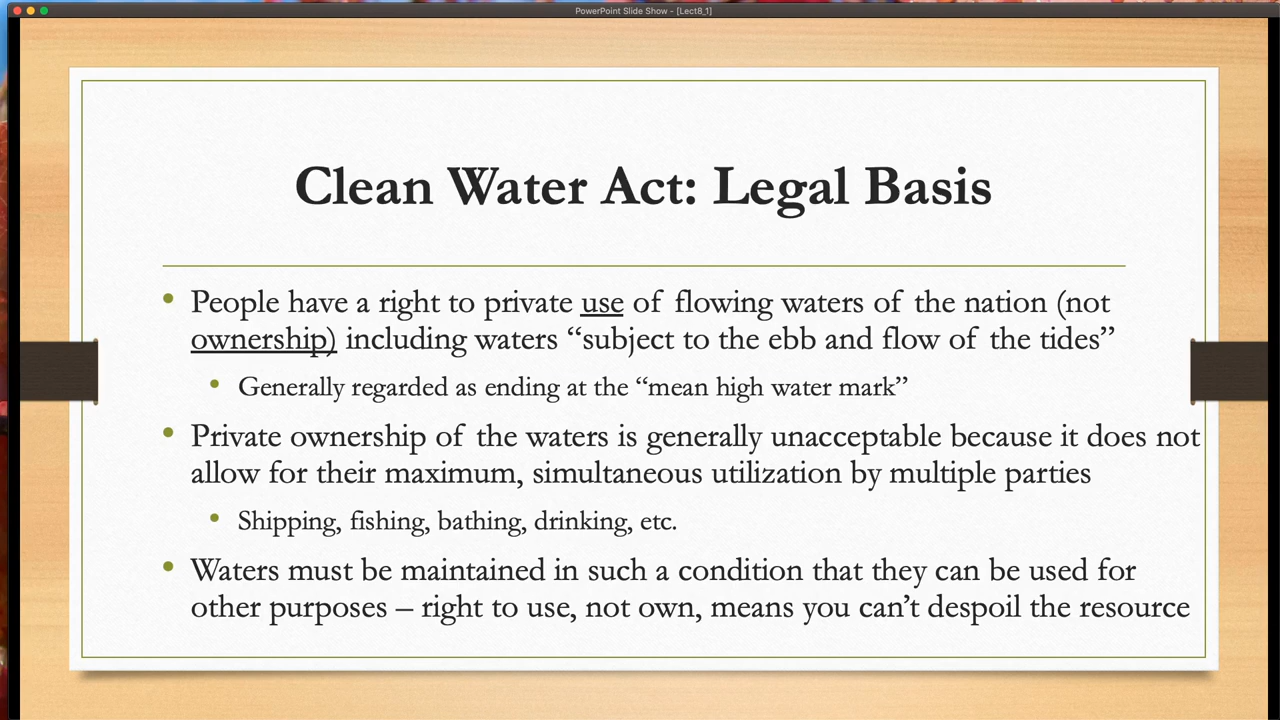 PowerPoint Slide Show - [Lect8_1]
Clean Water Act: Legal Basis
• People have a right to private use of flowing waters of the nation (not
ownership) including waters “subject to the ebb and flow of the tides”
• Generally regarded as ending at the “mean high water mark”
• Private ownership of the waters is generally unacceptable because it does not
allow for their maximum, simultaneous utilization by multiple parties
• Shipping, fishing, bathing, drinking, etc.
• Waters must be maintained in such a condition that they can be used for
other purposes – right to use, not own, means you can’t despoil the resource